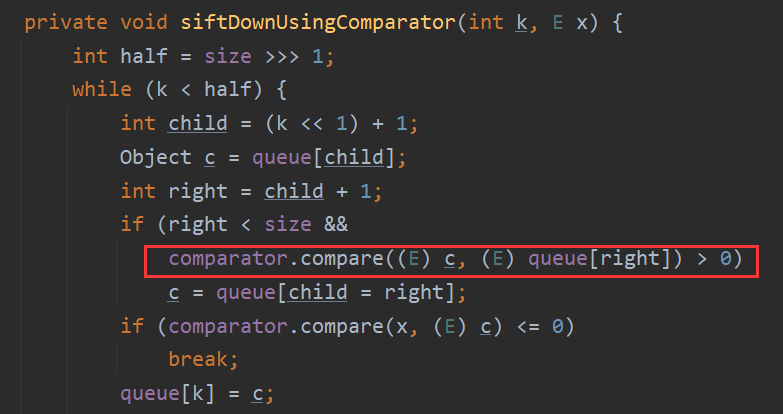 private void siftDownUsingComparator(int k, E x) {
    int half = size >>> 1;
    while (k < half) {
        int child = (k << 1) + 1;
        Object c = queue[child];
        int right = child + 1;
        if (right < size &&
            comparator.compare((E) c, (E) queue[right]) > 0)
            c = queue[child = right];
        if (comparator.compare(x, (E) c) <= 0)
            break;
        queue[k] = c;